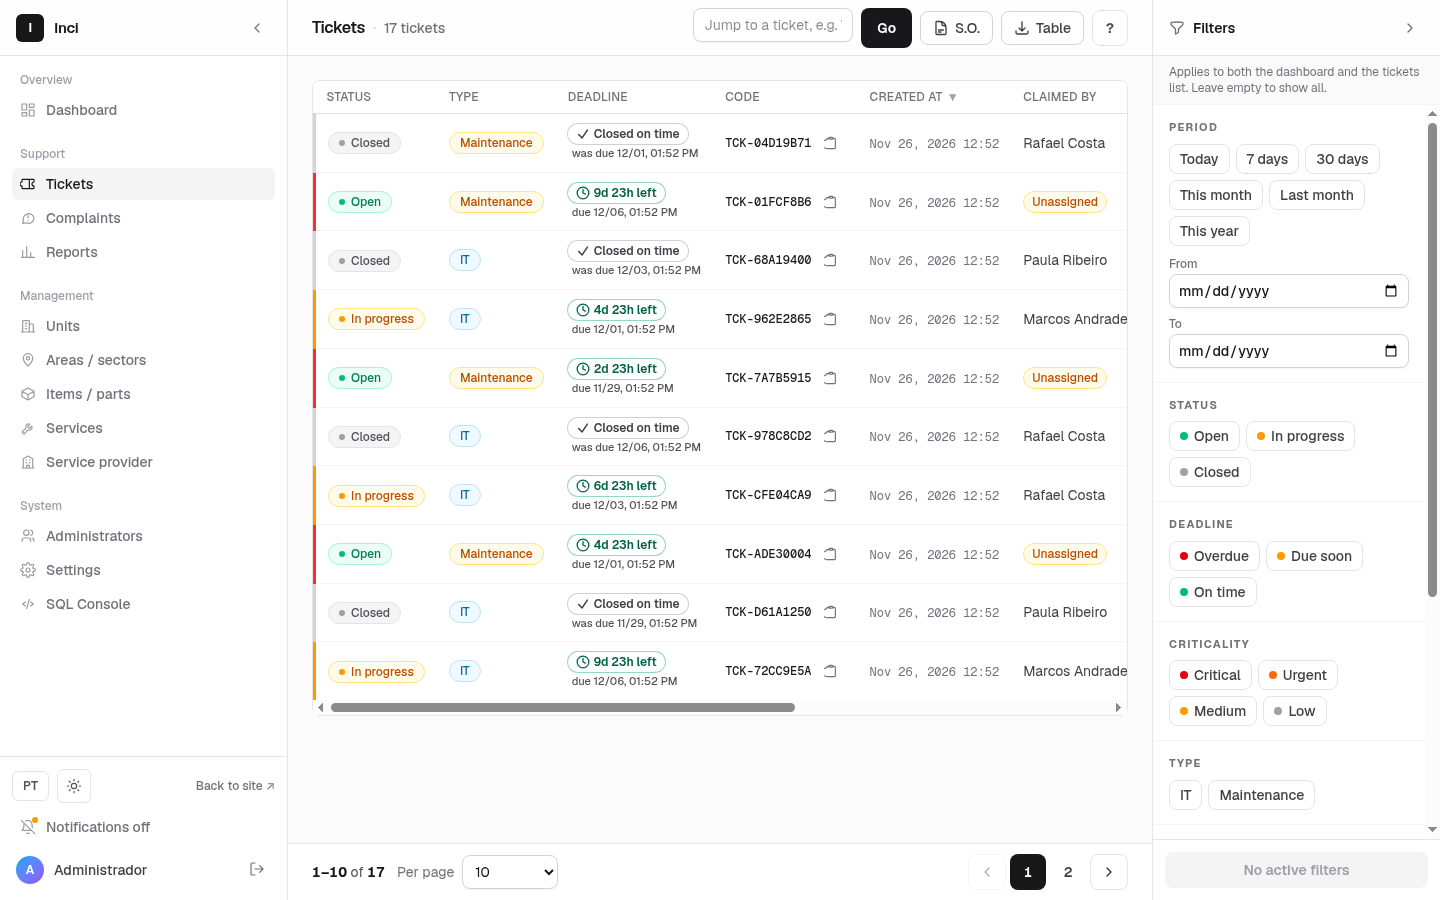 I Inci
Overview
Dashboard
Support
Tickets
Complaints
Reports
Management
Units
Areas / sectors
Items / parts
Services
Service provider
System
Administrators
Settings
SQL Console
PT Back to site ↗
Notifications off
A Administrador
Tickets · 17 tickets
Jump to a ticket, e.g.
Go
S.O.
Table
?
STATUS TYPE DEADLINE CODE CREATED AT ▼ CLAIMED BY
Closed Maintenance Closed on time TCK-04D19B71 Nov 26, 2026 12:52 Rafael Costa
was due 12/01, 01:52 PM
Open Maintenance 9d 23h left TCK-01FCF8B6 Nov 26, 2026 12:52 Unassigned
due 12/06, 01:52 PM
Closed IT Closed on time TCK-68A19400 Nov 26, 2026 12:52 Paula Ribeiro
was due 12/03, 01:52 PM
In progress IT 4d 23h left TCK-962E2865 Nov 26, 2026 12:52 Marcos Andrade
due 12/01, 01:52 PM
Open Maintenance 2d 23h left TCK-7A7B5915 Nov 26, 2026 12:52 Unassigned
due 11/29, 01:52 PM
Closed IT Closed on time TCK-978C8CD2 Nov 26, 2026 12:52 Rafael Costa
was due 12/06, 01:52 PM
In progress IT 6d 23h left TCK-CFE04CA9 Nov 26, 2026 12:52 Rafael Costa
due 12/03, 01:52 PM
Open Maintenance 4d 23h left TCK-ADE30004 Nov 26, 2026 12:52 Unassigned
due 12/01, 01:52 PM
Closed IT Closed on time TCK-D61A1250 Nov 26, 2026 12:52 Paula Ribeiro
was due 11/29, 01:52 PM
In progress IT 9d 23h left TCK-72CC9E5A Nov 26, 2026 12:52 Marcos Andrade
due 12/06, 01:52 PM
1–10 of 17 Per page 10
1 2
Filters
Applies to both the dashboard and the tickets
list. Leave empty to show all.
PERIOD
Today 7 days 30 days
This month Last month
This year
From
mm/dd/yyyy
To
mm/dd/yyyy
STATUS
Open In progress
Closed
DEADLINE
Overdue Due soon
On time
CRITICALITY
Critical Urgent
Medium Low
TYPE
IT Maintenance
No active filters